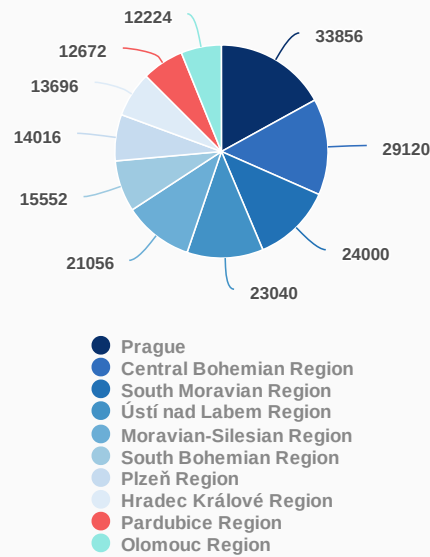 12224
33856
12672
13696
29120
14016
15552
24000
21056
23040
Prague
Central Bohemian Region
South Moravian Region
Ústí nad Labem Region
Moravian-Silesian Region
South Bohemian Region
Plzeň Region
Hradec Králové Region
Pardubice Region
Olomouc Region